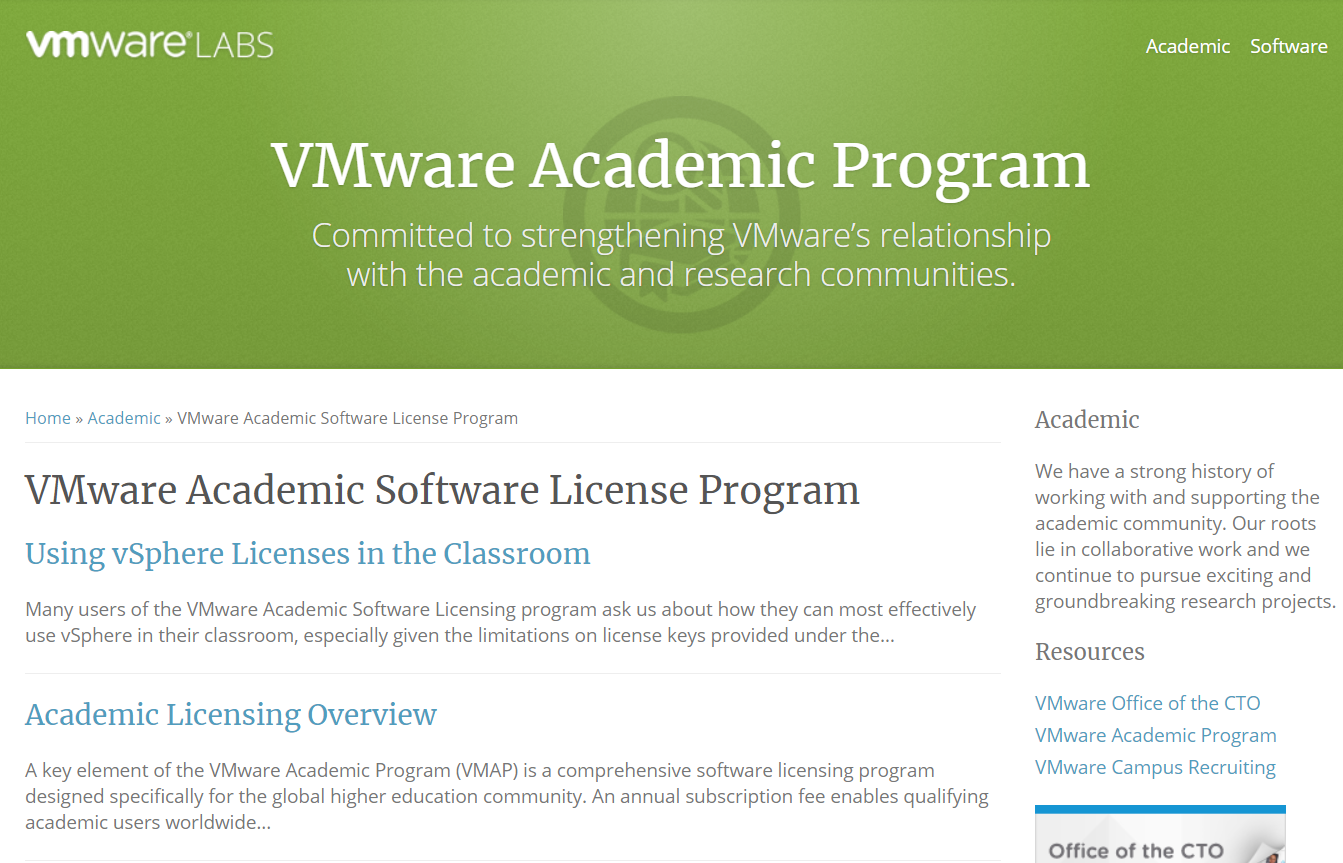 vmware® LABS
Academic Software
VMware Academic Program
Committed to strengthening VMware’s relationship
with the academic and research communities.
Home » Academic » VMware Academic Software License Program
VMware Academic Software License Program
Using vSphere Licenses in the Classroom
Many users of the VMware Academic Software Licensing program ask us about how they can most effectively
use vSphere in their classroom, especially given the limitations on license keys provided under the...
Academic Licensing Overview
A key element of the VMware Academic Program (VMAP) is a comprehensive software licensing program
designed specifically for the global higher education community. An annual subscription fee enables qualifying
academic users worldwide...
Academic
We have a strong history of
working with and supporting the
academic community. Our roots
lie in collaborative work and we
continue to pursue exciting and
groundbreaking research projects.
Resources
VMware Office of the CTO
VMware Academic Program
VMware Campus Recruiting
Office of the CTO